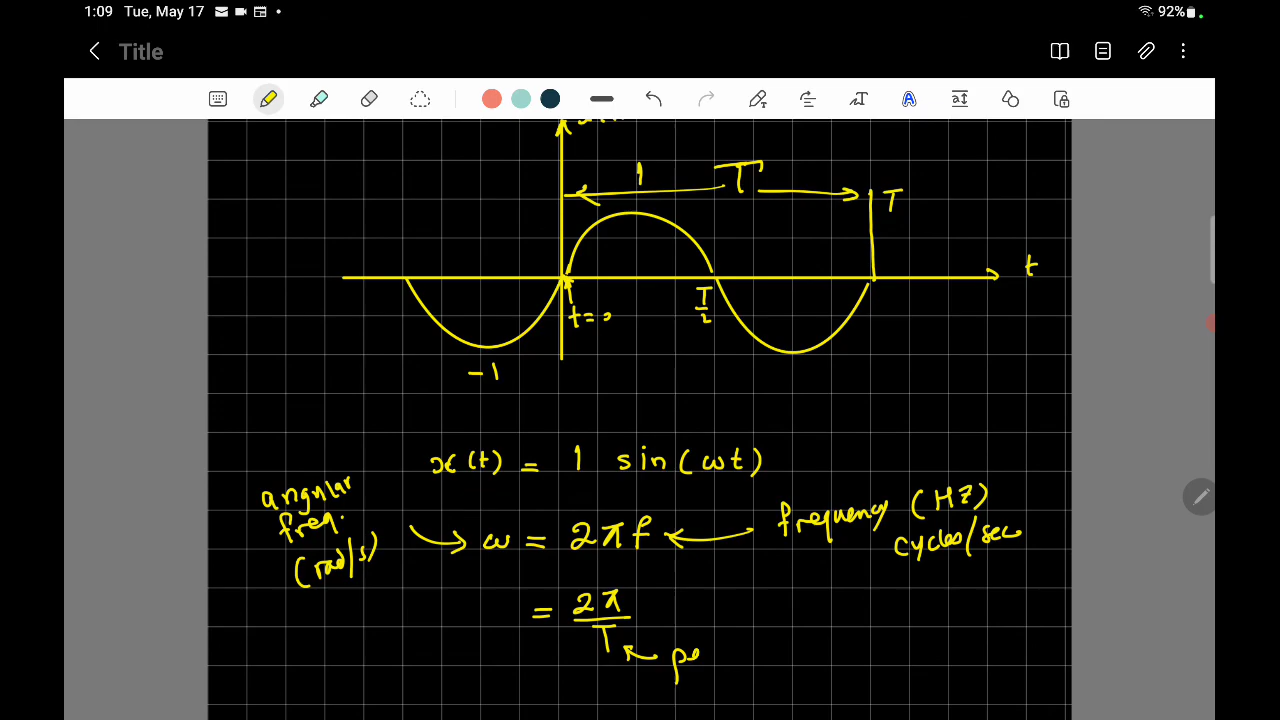 1:09 Tue, May 17 92%
Title
1 T T
t
T/2
t=
-1
x(t) = 1 sin(ωt)
angular
freq.
(rad/s)
ω = 2πf
frequency (HZ)
cycles/sec
= 2π/T
pe